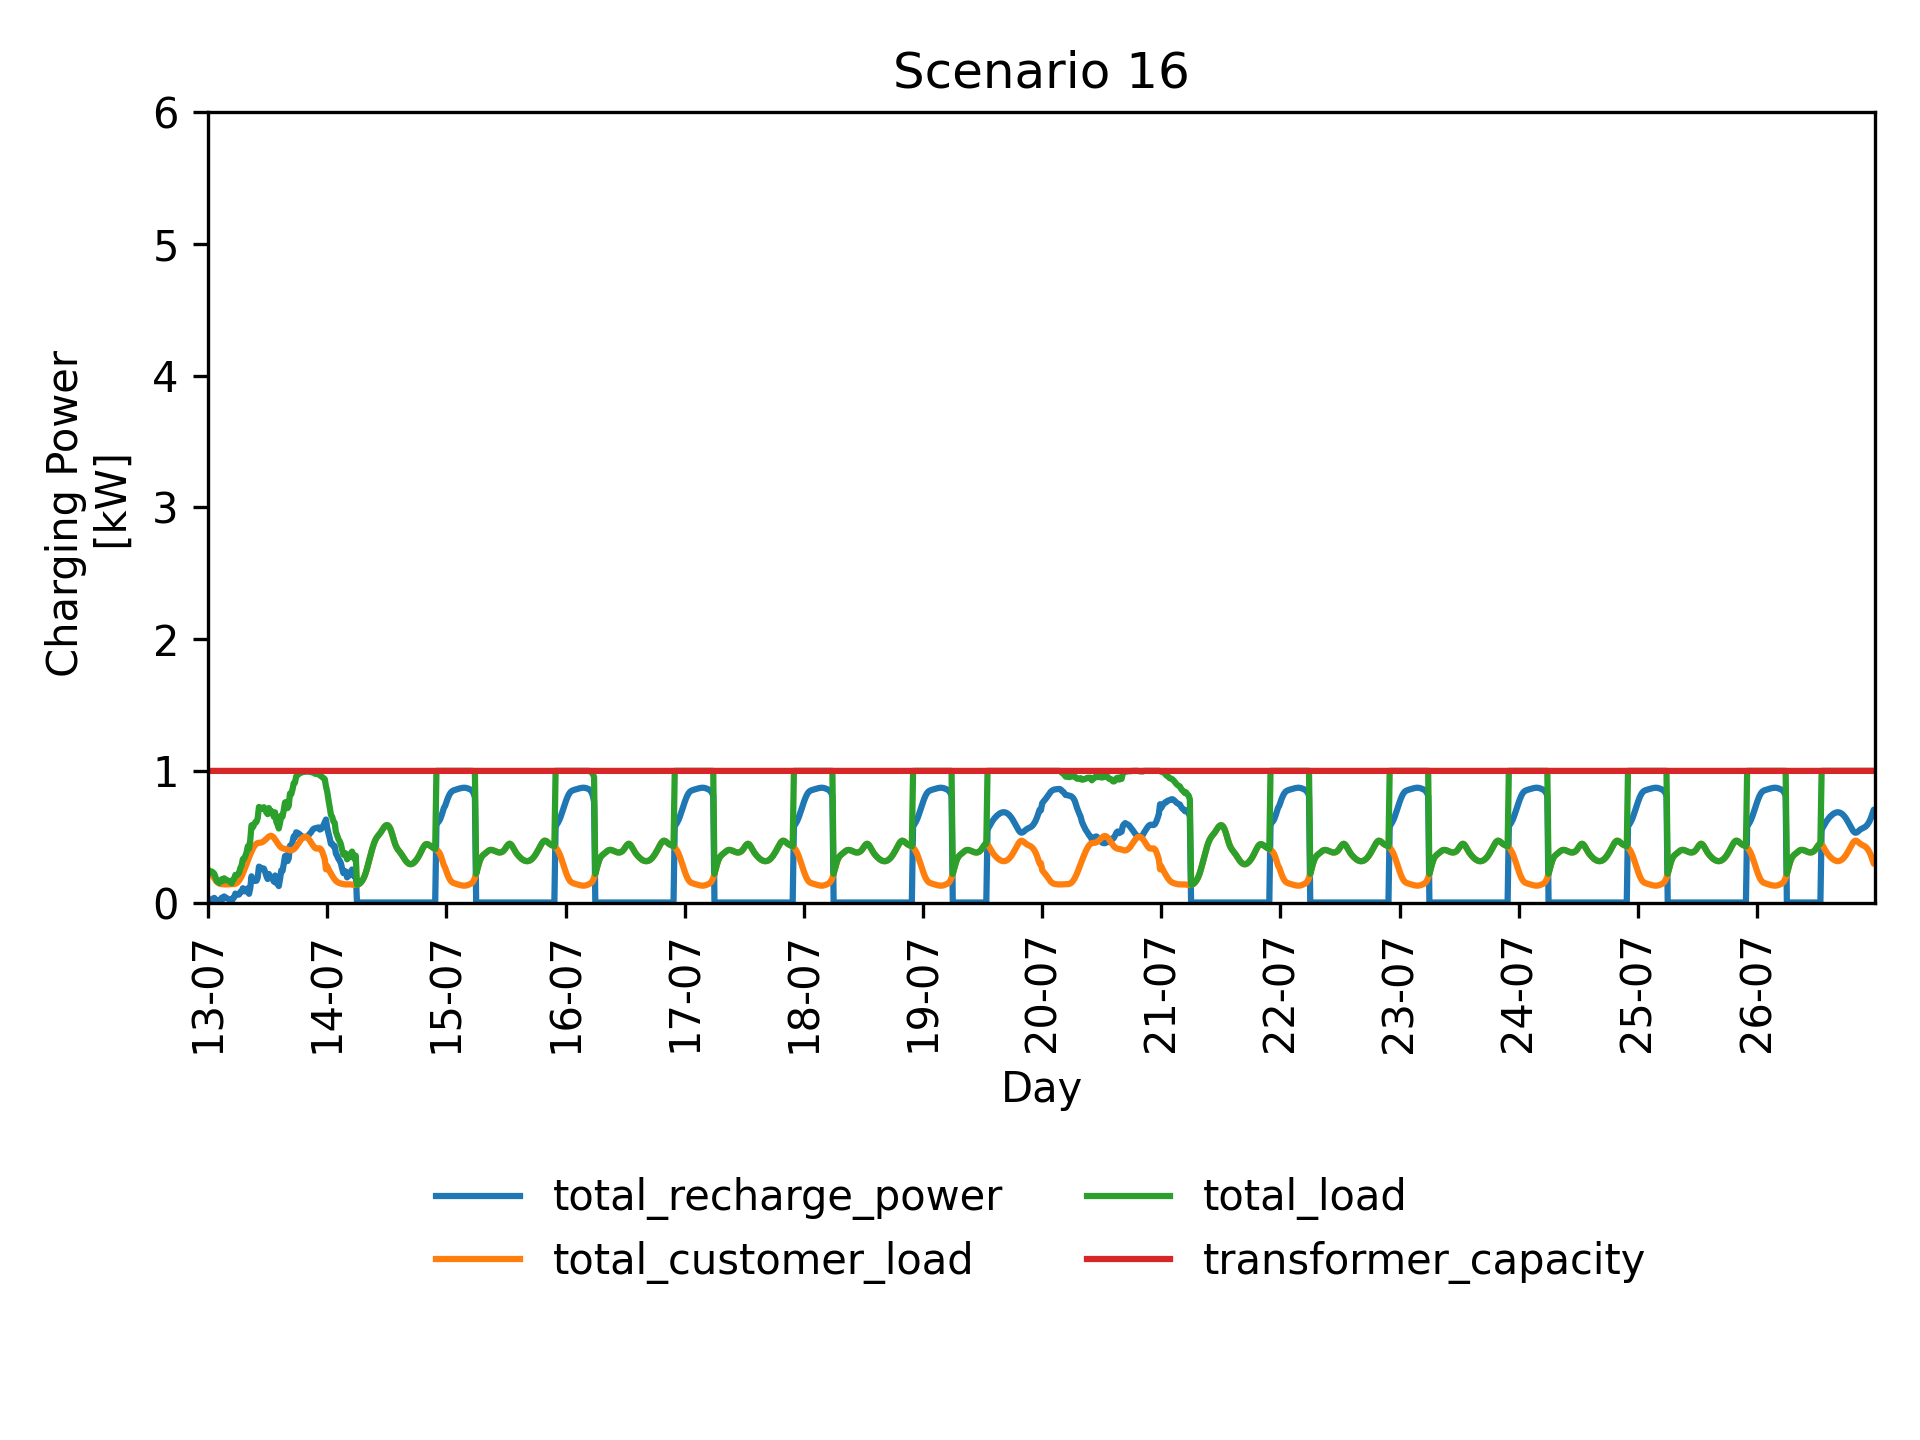 Scenario 16
6
5
4
3
2
1
0
Charging Power
[kW]
13-07
14-07
15-07
16-07
17-07
18-07
19-07
20-07
21-07
22-07
23-07
24-07
25-07
26-07
Day
total_recharge_power
total_customer_load
total_load
transformer_capacity